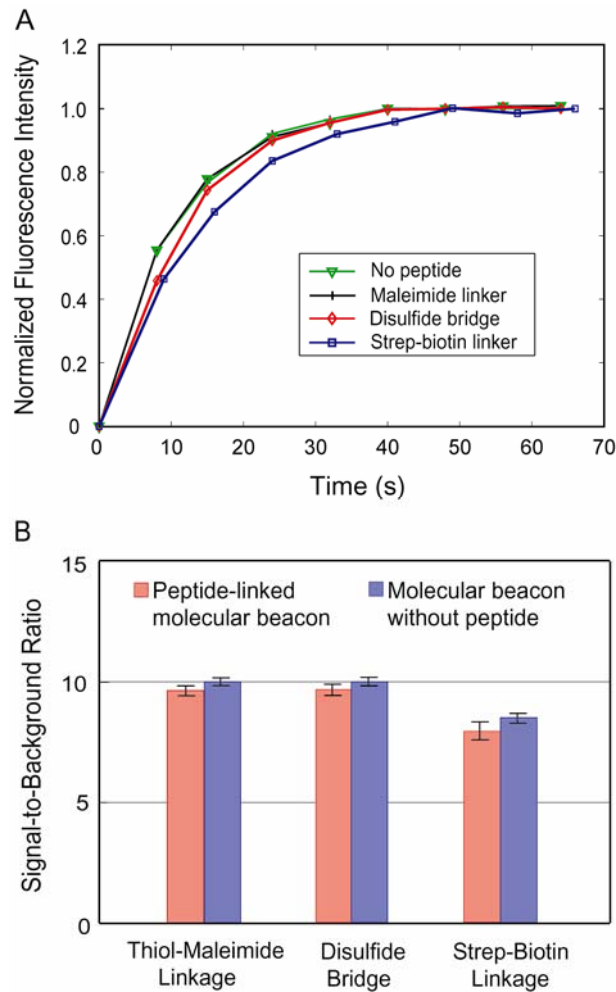 A
Normalized Fluorescence Intensity
1.2
1.0
0.8
0.6
0.4
0.2
0
No peptide
Maleimide linker
Disulfide bridge
Strep-biotin linker
0 10 20 30 40 50 60 70
Time (s)
B
Signal-to-Background Ratio
15
10
5
0
Peptide-linked
molecular beacon
Molecular beacon
without peptide
Thiol-Maleimide
Linkage
Disulfide
Bridge
Strep-Biotin
Linkage